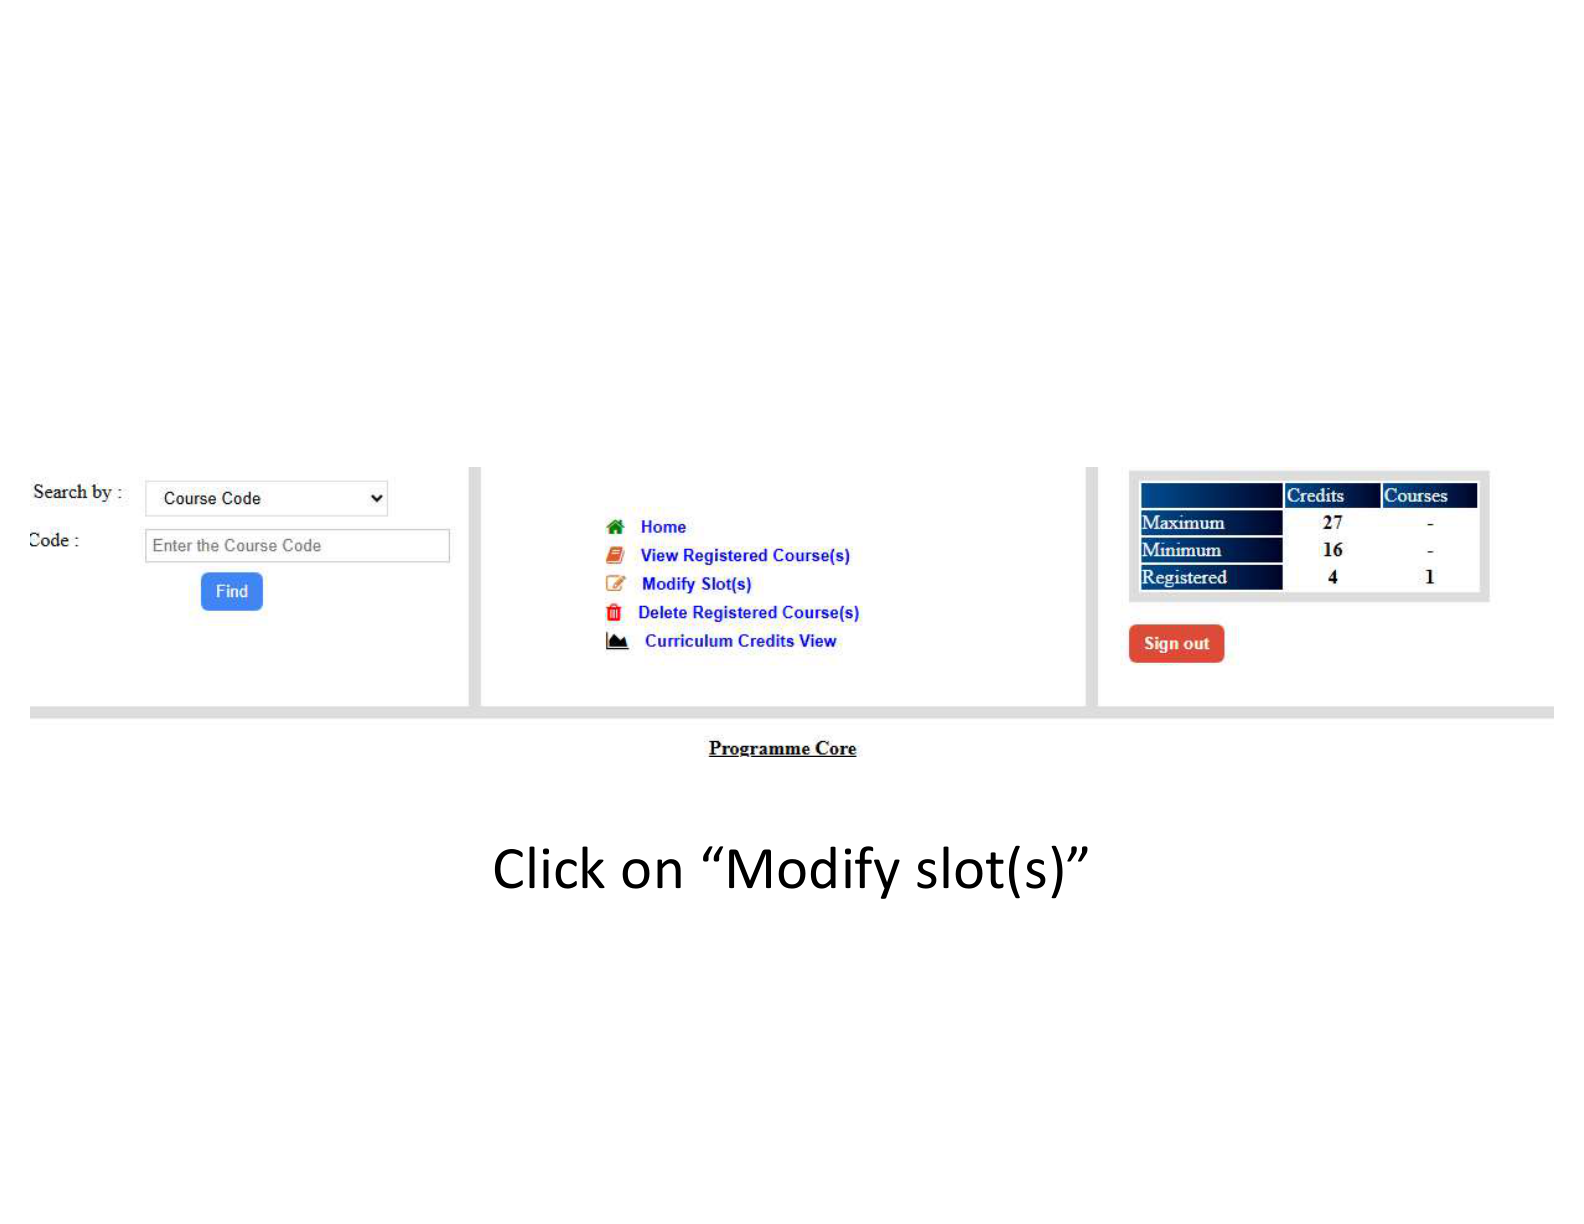 Search by :
Course Code
Code :
Enter the Course Code
Find
Home
View Registered Course(s)
Modify Slot(s)
Delete Registered Course(s)
Curriculum Credits View
Credits Courses
Maximum 27 -
Minimum 16 -
Registered 4 1
Sign out
Programme Core
Click on “Modify slot(s)”